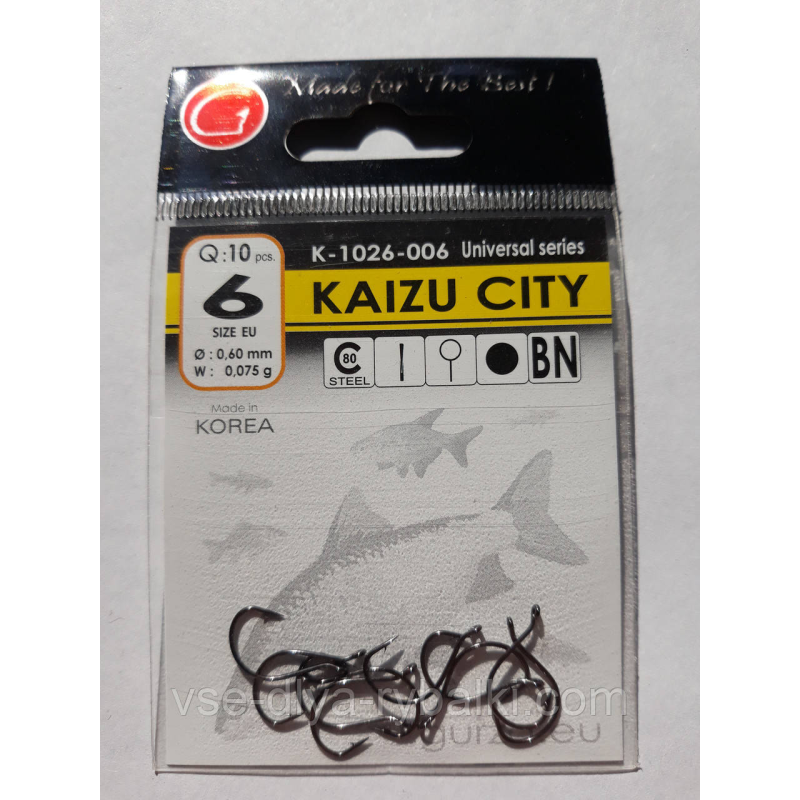 Made for The Best!
Q:10 pcs.
6
SIZE EU
Ø : 0,60 mm
W : 0,075 g
K-1026-006 Universal series
KAIZU CITY
C 80
STEEL
BN
Made in
KOREA
vse-dlya-rybalki.com